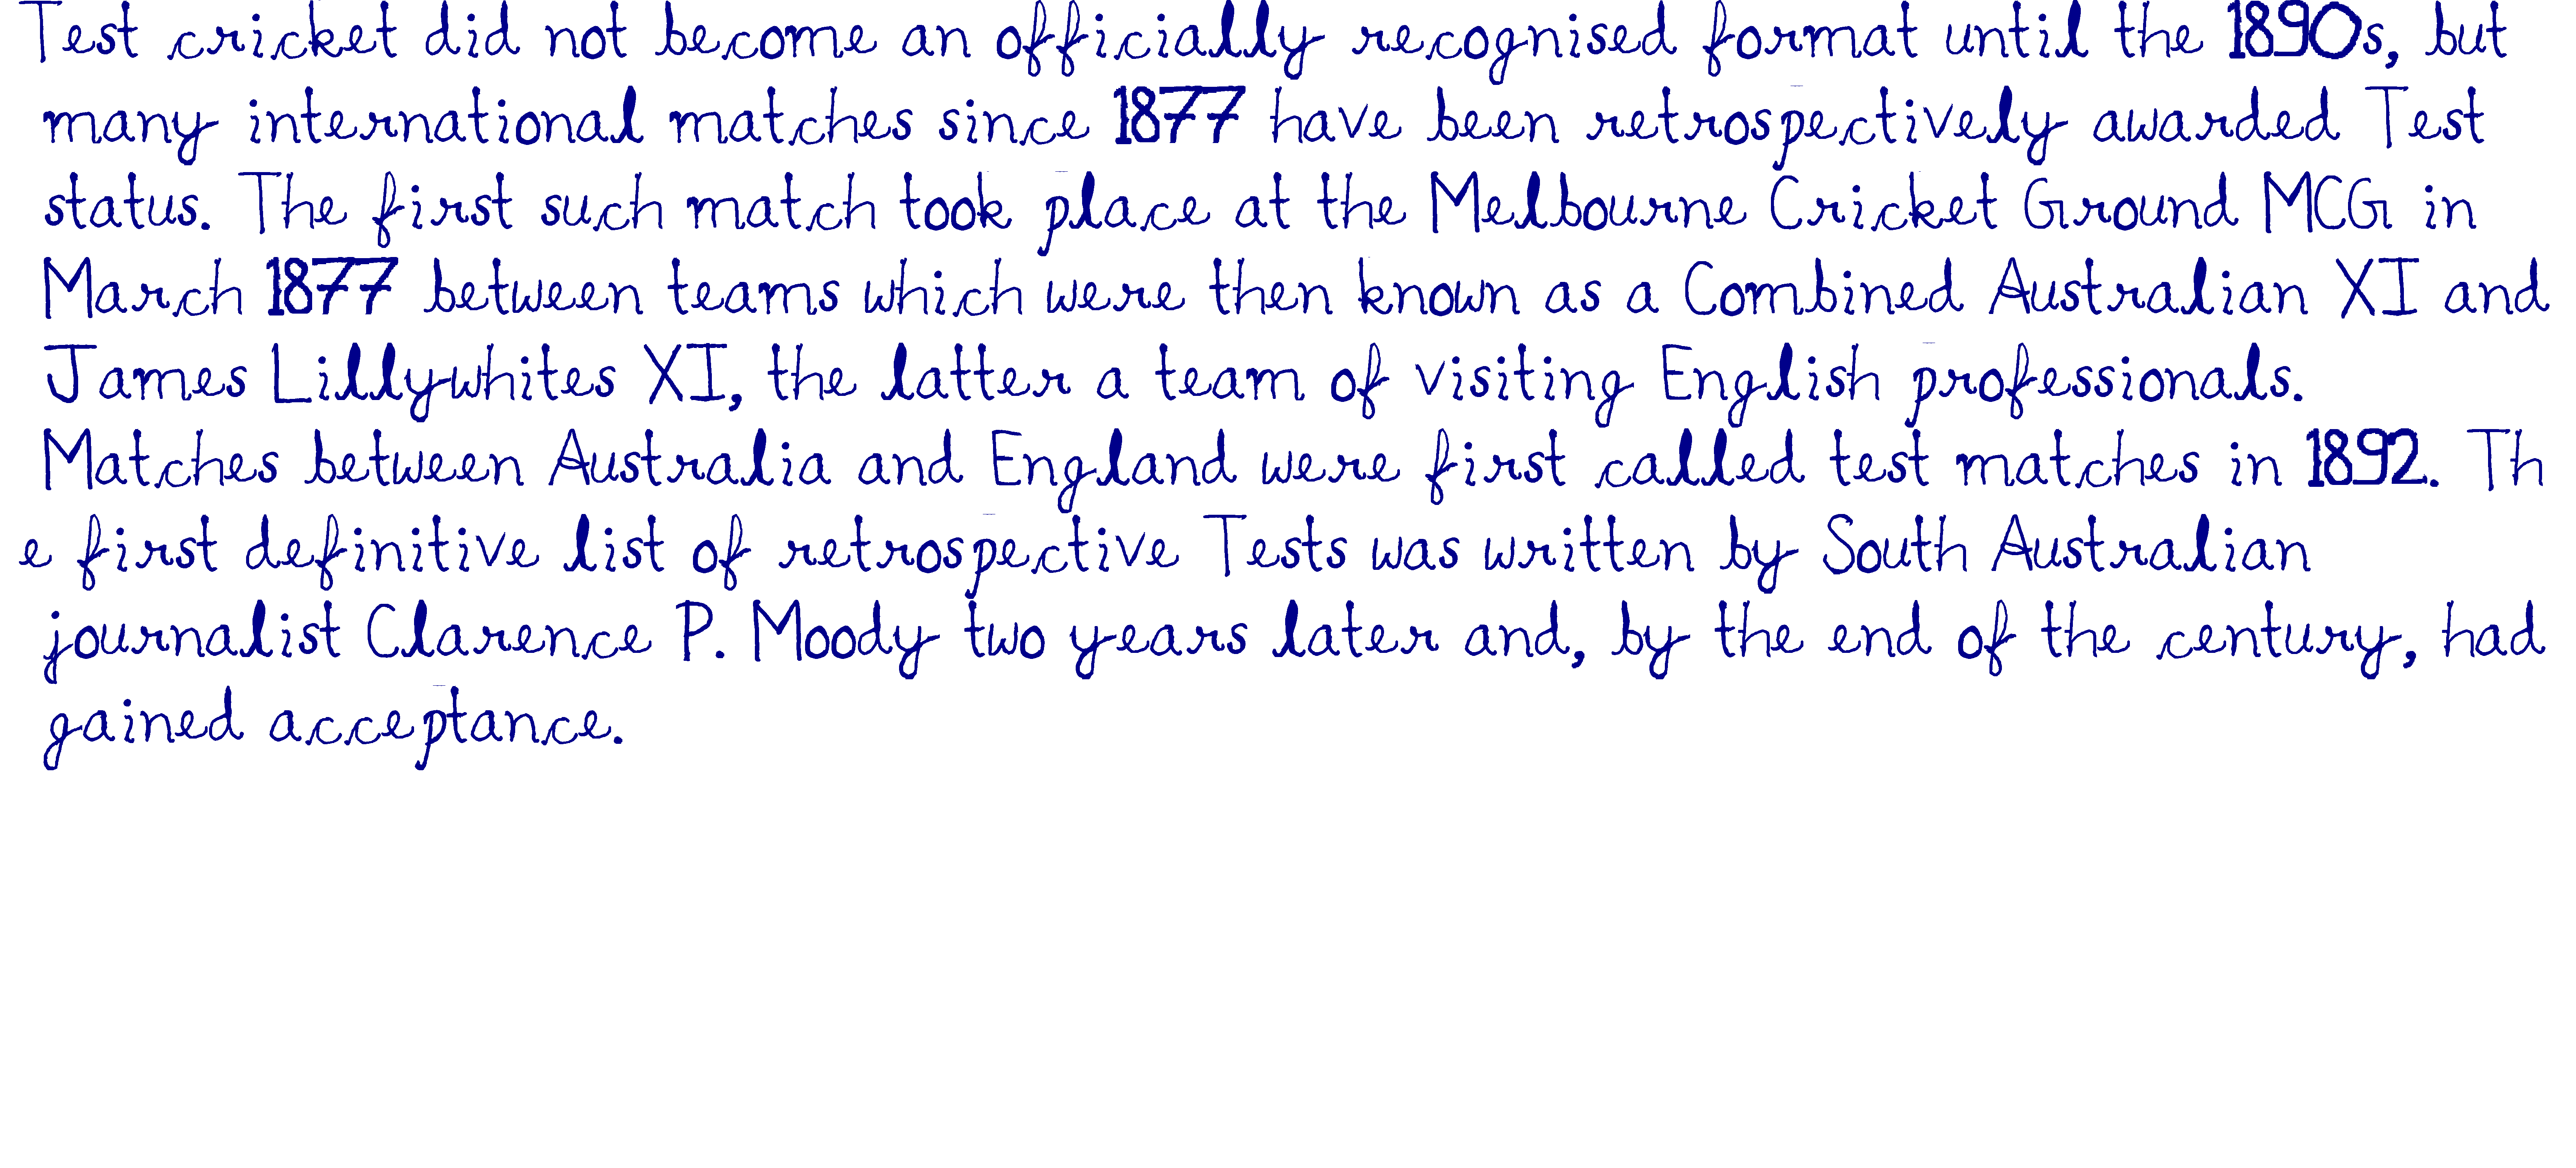 Test cricket did not become an officially recognised format until the 1890s, but
many international matches since 1877 have been retrospectively awarded Test
status. The first such match took place at the Melbourne Cricket Ground MCG in
March 1877 between teams which were then known as a Combined Australian XI and
James Lillywhites XI, the latter a team of visiting English professionals.
Matches between Australia and England were first called test matches in 1892. Th
e first definitive list of retrospective Tests was written by South Australian
journalist Clarence P. Moody two years later and, by the end of the century, had
gained acceptance.